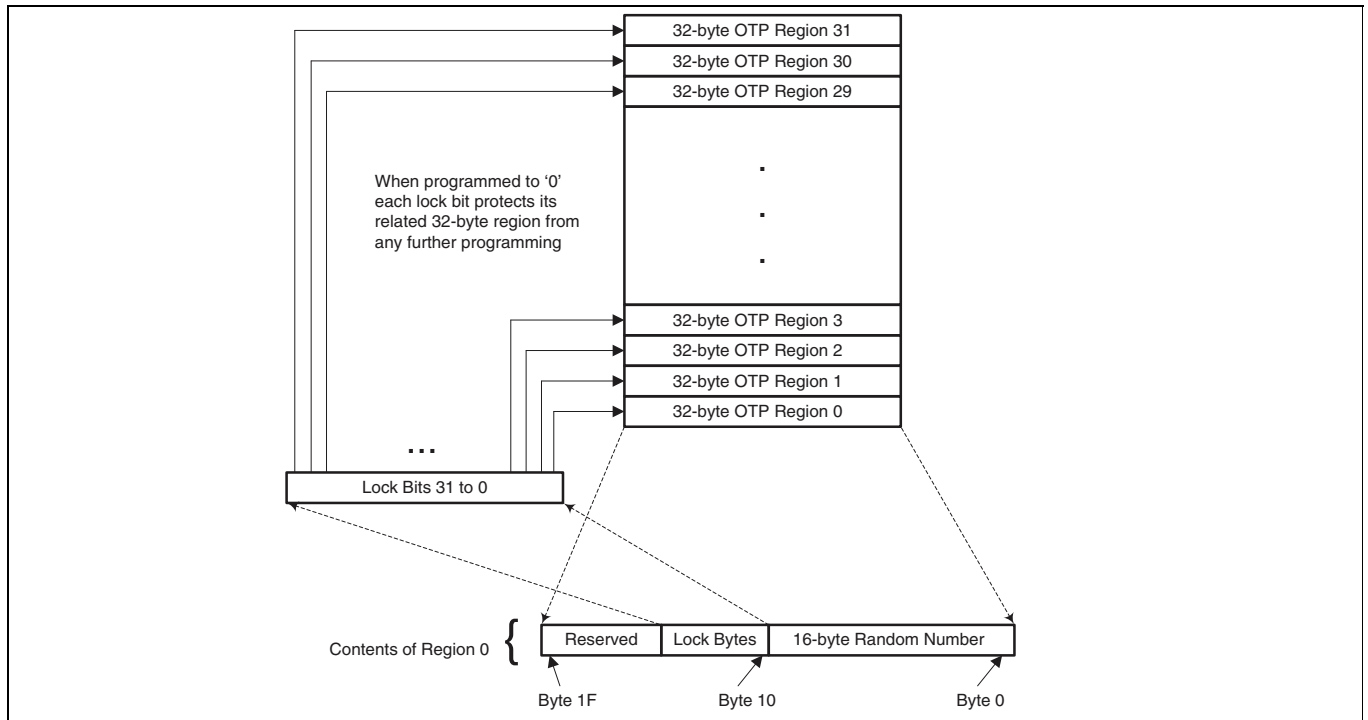 32-byte OTP Region 31
32-byte OTP Region 30
32-byte OTP Region 29
.
.
.
When programmed to ‘0’
each lock bit protects its
related 32-byte region from
any further programming
32-byte OTP Region 3
32-byte OTP Region 2
32-byte OTP Region 1
32-byte OTP Region 0
...
Lock Bits 31 to 0
Contents of Region 0 {
Reserved
Lock Bytes
16-byte Random Number
Byte 1F
Byte 10
Byte 0